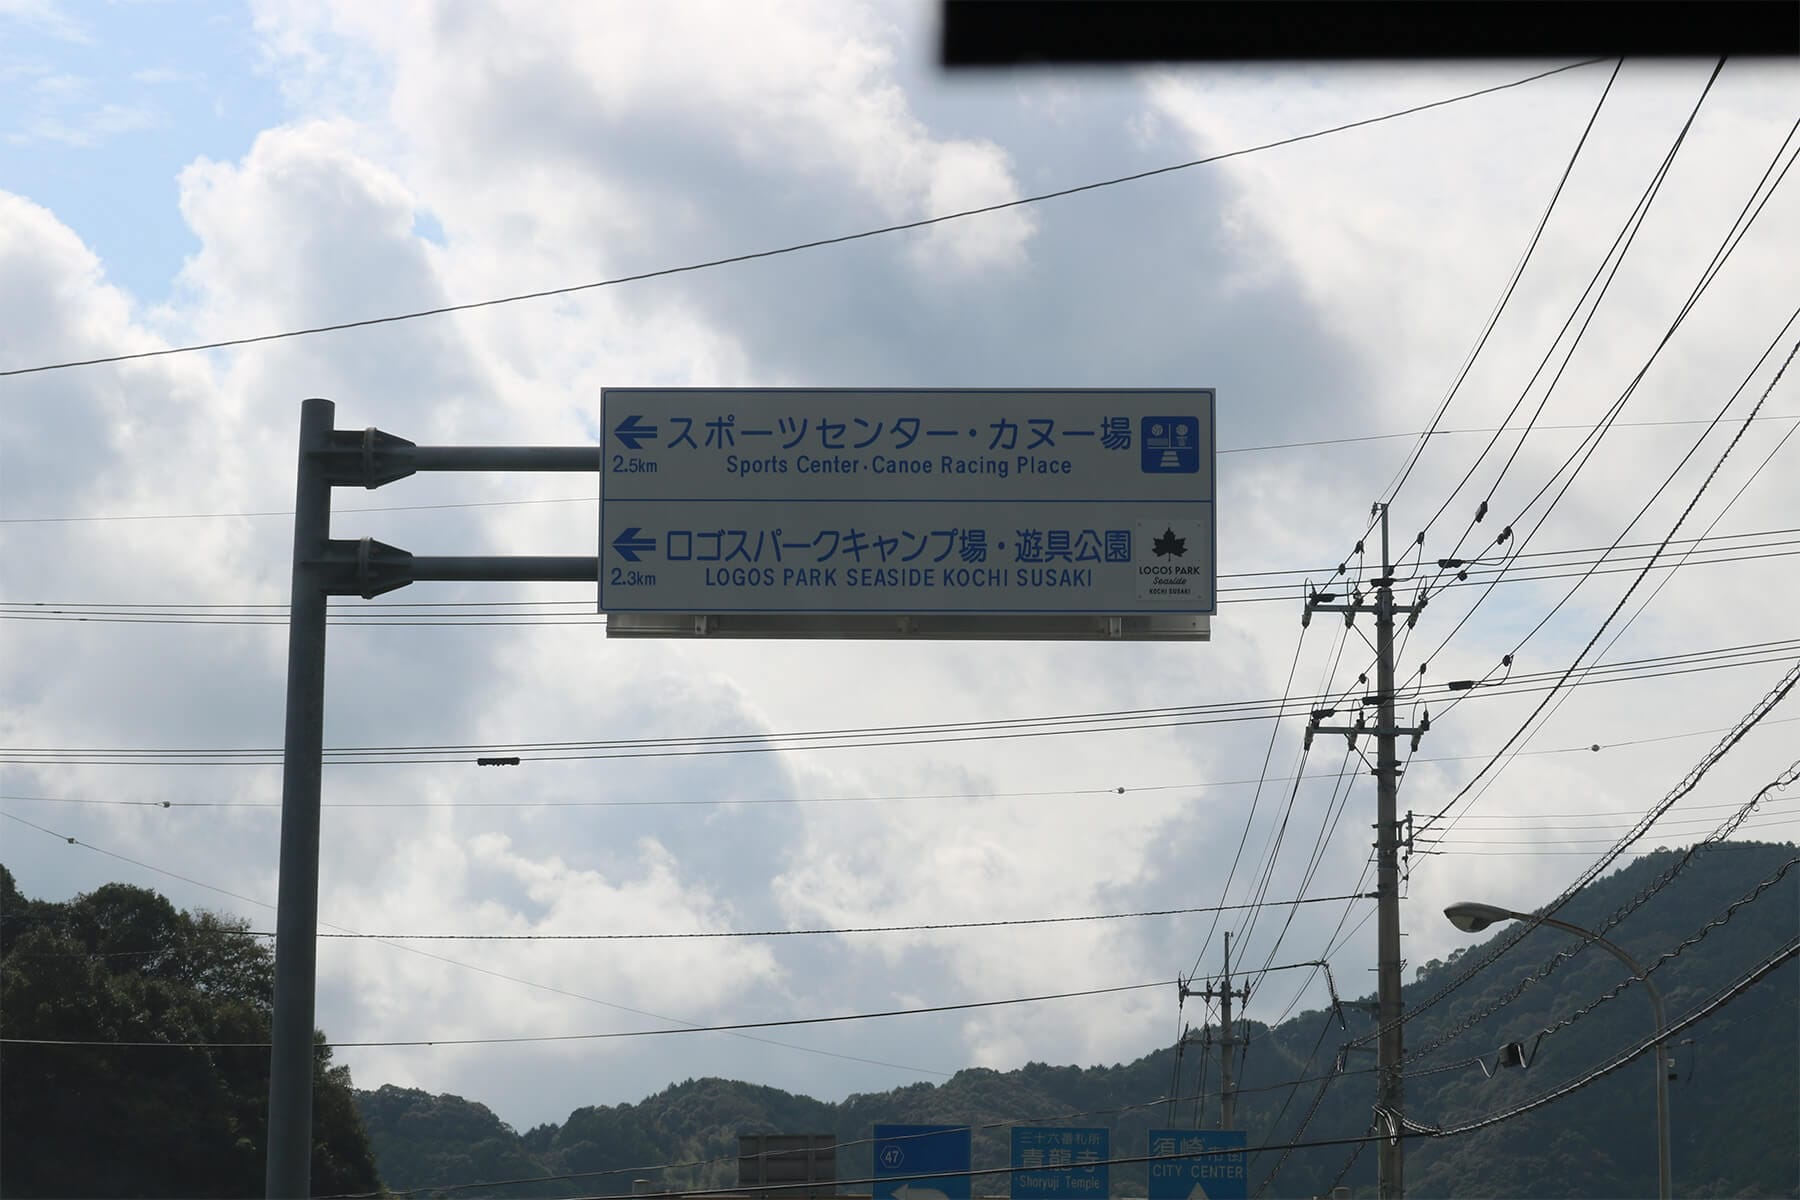 スポーツセンター・カヌー場
2.5km
Sports Center・Canoe Racing Place
ロゴスパークキャンプ場・遊具公園
2.3km
LOGOS PARK SEASIDE KOCHI SUSAKI
LOGOS PARK
Seaside
KOCHI SUSAKI
47
三十六番札所
青龍寺
Shoryuji Temple
須崎市街
CITY CENTER